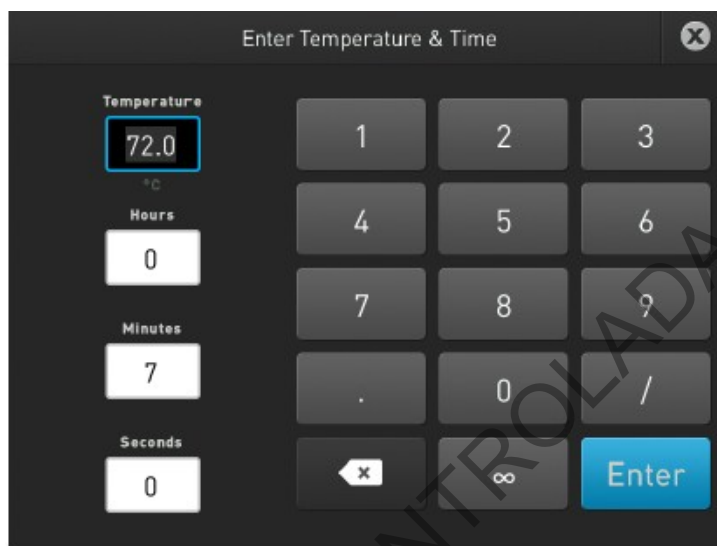 Enter Temperature & Time
Temperature
72.0
°C
Hours
0
Minutes
7
Seconds
0
1 2 3
4 5 6
7 8 9
. 0 /
∞ Enter
NTROLADA